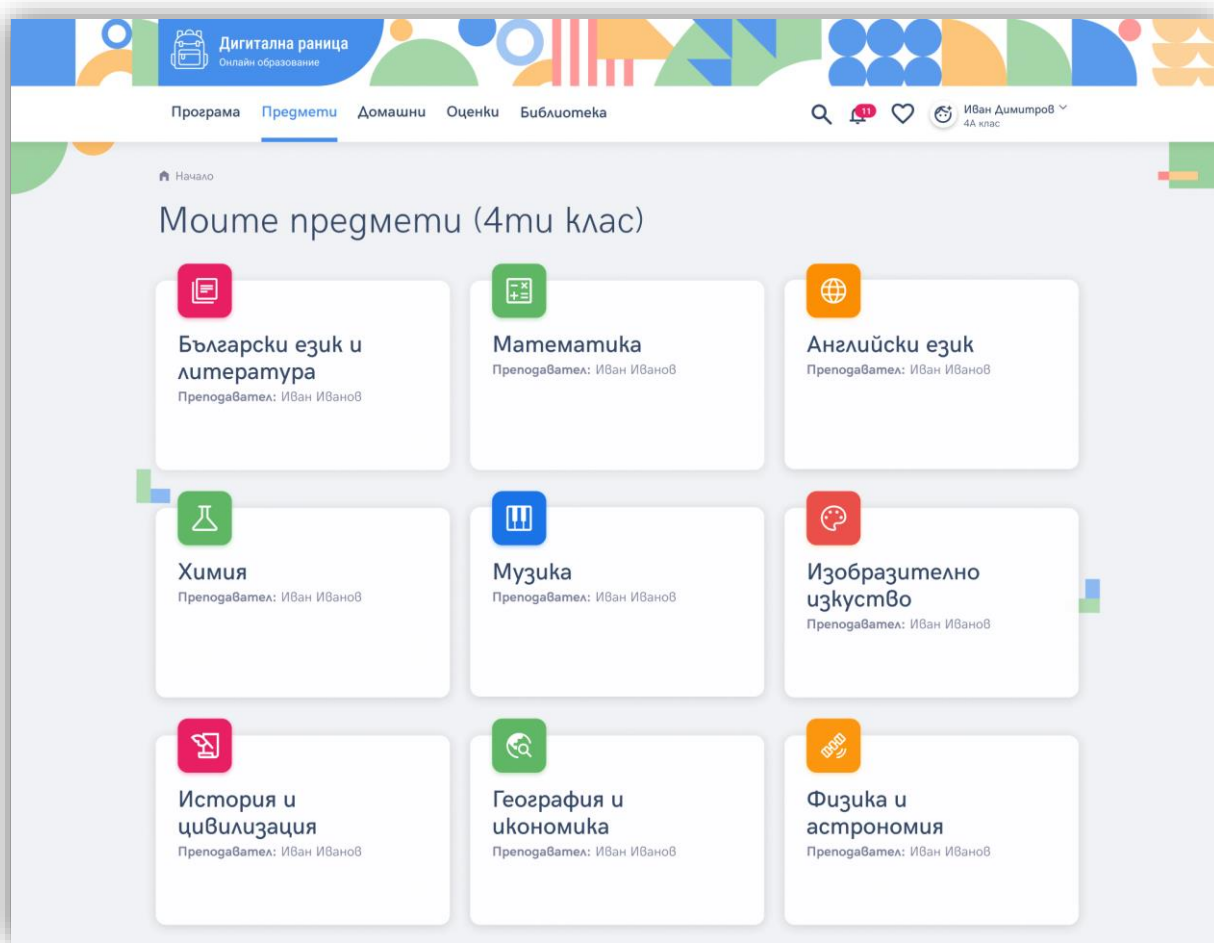 Дигитална раница
Онлайн образование
Програма Предмети Домашни Оценки Библиотека 11 Иван Димитров
4А клас
Начало
Моите предмети (4ти клас)
Български език и
литература
Преподавател: Иван Иванов
Математика
Преподавател: Иван Иванов
Английски език
Преподавател: Иван Иванов
Химия
Преподавател: Иван Иванов
Музика
Преподавател: Иван Иванов
Изобразително
изкуство
Преподавател: Иван Иванов
История и
цивилизация
Преподавател: Иван Иванов
География и
икономика
Преподавател: Иван Иванов
Физика и
астрономия
Преподавател: Иван Иванов